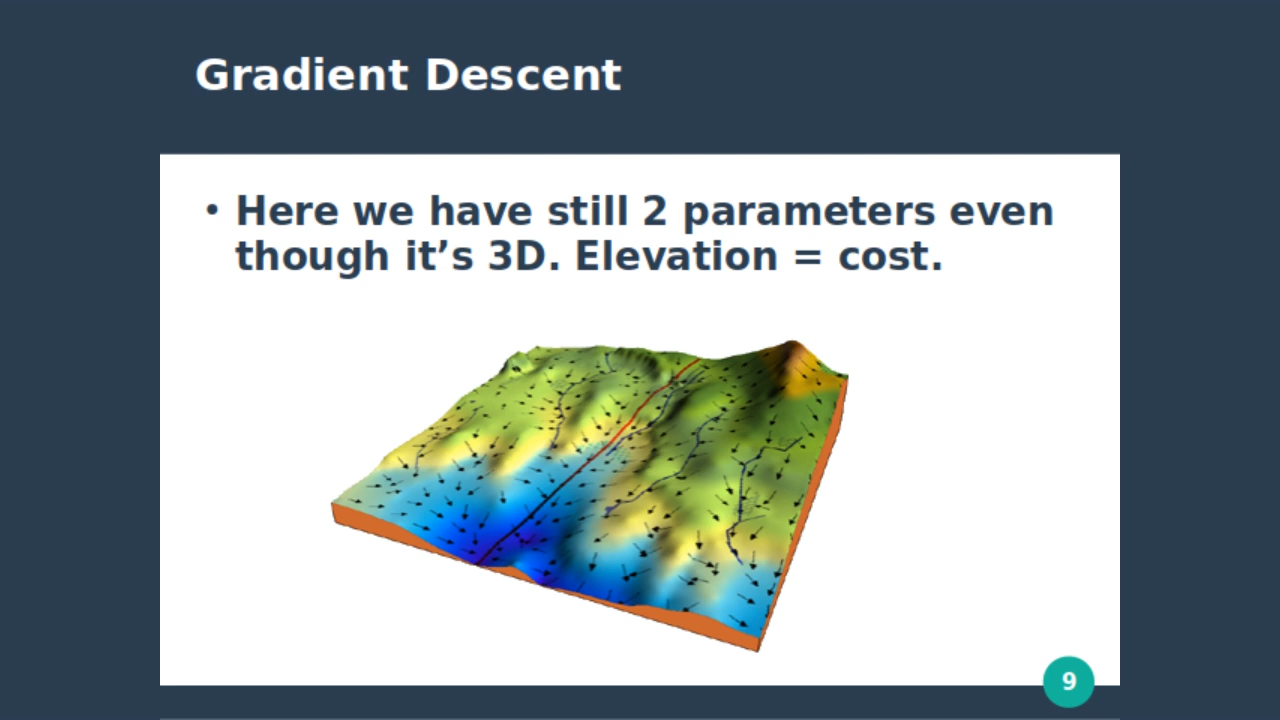 Gradient Descent
• Here we have still 2 parameters even
though it’s 3D. Elevation = cost.
9